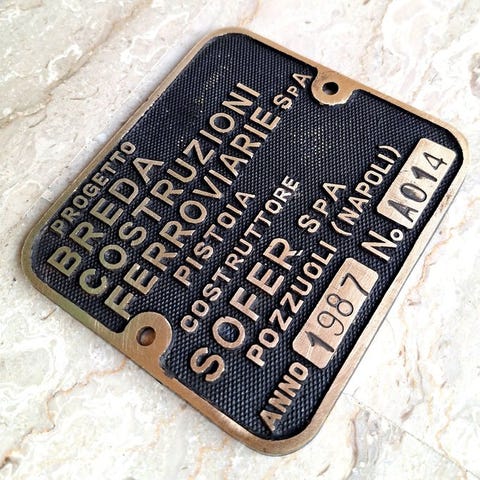 PROGETTO
BREDA
COSTRUZIONI
FERROVIARIE SPA
PISTOIA
COSTRUTTORE
SOFER SPA
POZZUOLI (NAPOLI)
ANNO 1987 No A014